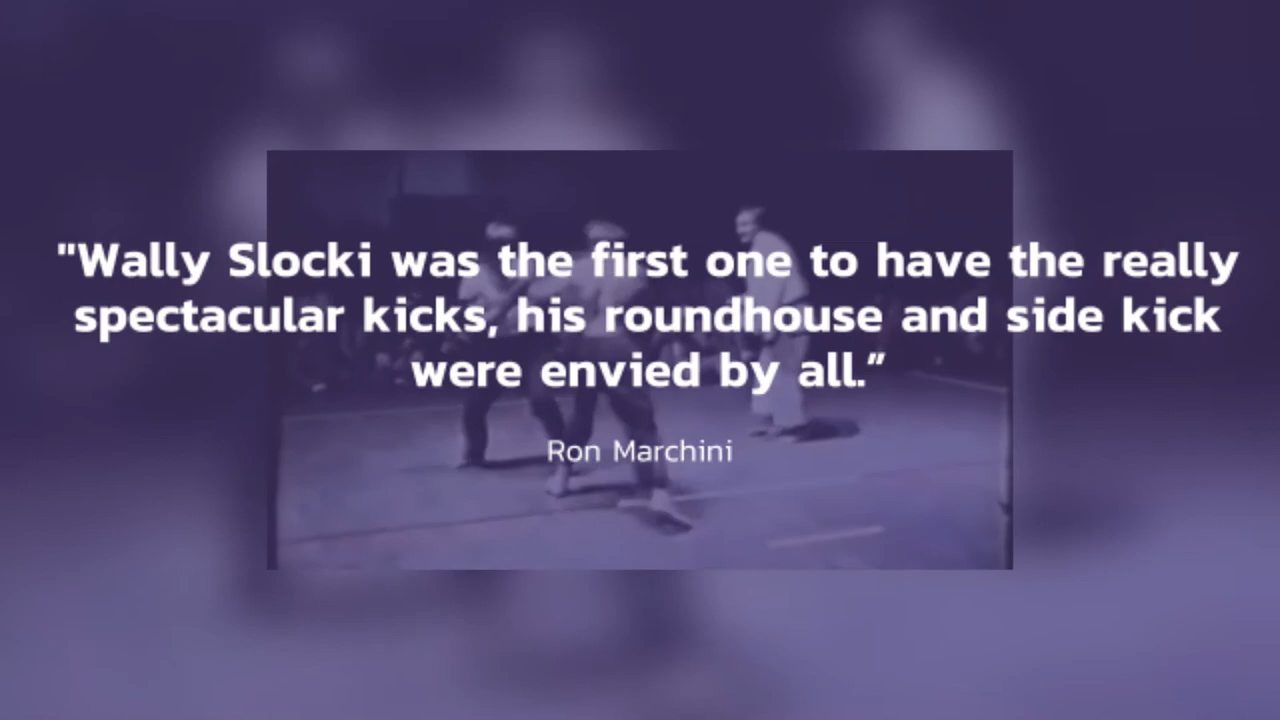 "Wally Slocki was the first one to have the really
spectacular kicks, his roundhouse and side kick
were envied by all.”
Ron Marchini